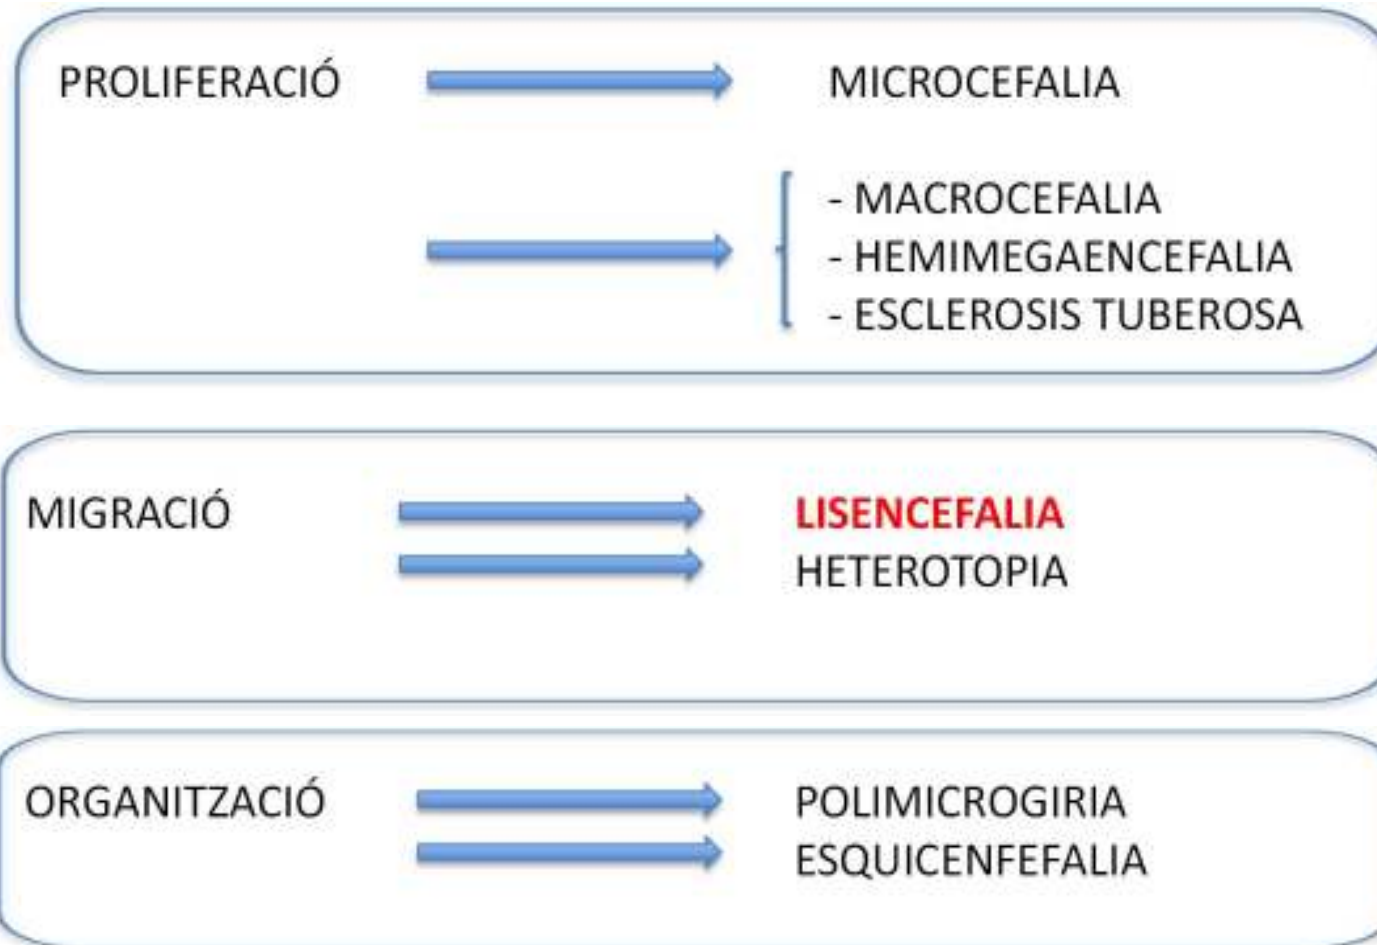 PROLIFERACIÓ MICROCEFALIA
- MACROCEFALIA
- HEMIMEGAENCEFALIA
- ESCLEROSIS TUBEROSA
MIGRACIÓ LISENCEFALIA
HETEROTOPIA
ORGANITZACIÓ POLIMICROGIRIA
ESQUICENFEFALIA